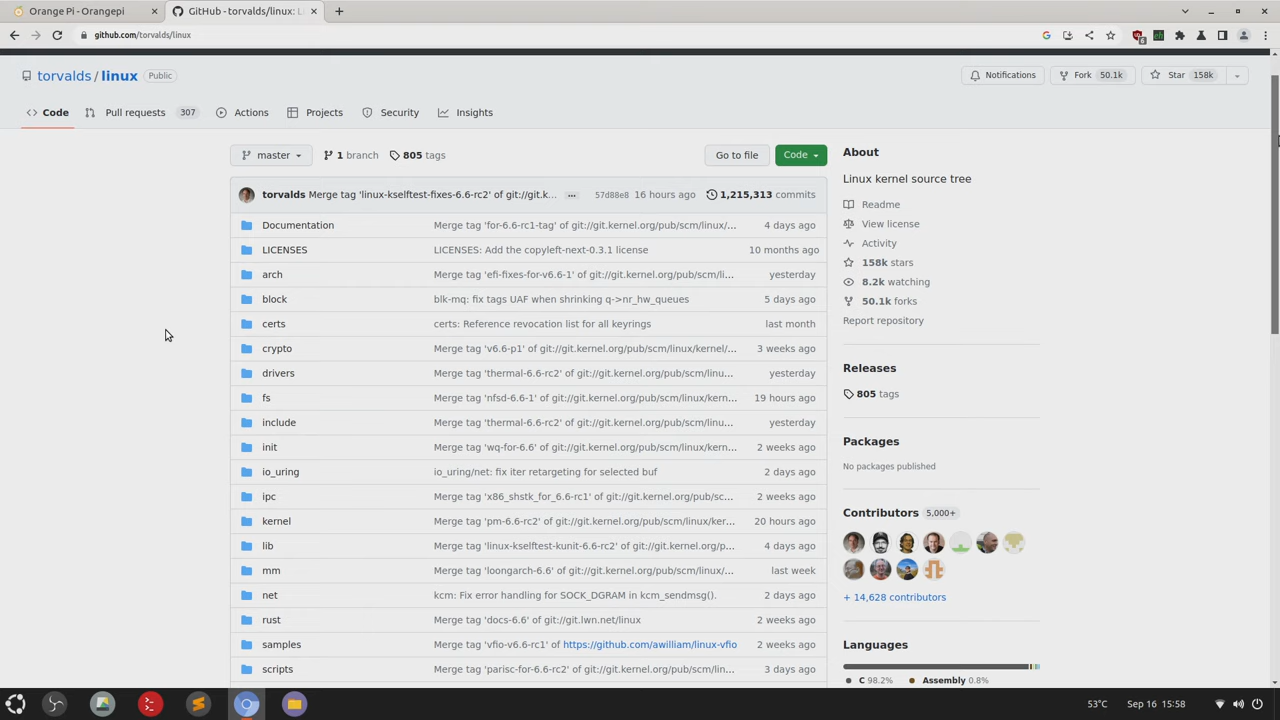 Orange Pi - Orangepi
GitHub - torvalds/linux: L
github.com/torvalds/linux
6
torvalds / linux Public
Notifications Fork 50.1k Star 158k
Code Pull requests 307 Actions Projects Security Insights
master 1 branch 805 tags Go to file Code
torvalds Merge tag 'linux-kselftest-fixes-6.6-rc2' of git://git.k... ... 57d88e8 16 hours ago 1,215,313 commits
Documentation Merge tag 'for-6.6-rc1-tag' of git://git.kernel.org/pub/scm/linux/... 4 days ago
LICENSES LICENSES: Add the copyleft-next-0.3.1 license 10 months ago
arch Merge tag 'efi-fixes-for-v6.6-1' of git://git.kernel.org/pub/scm/li... yesterday
block blk-mq: fix tags UAF when shrinking q->nr_hw_queues 5 days ago
certs certs: Reference revocation list for all keyrings last month
crypto Merge tag 'v6.6-p1' of git://git.kernel.org/pub/scm/linux/kernel/... 3 weeks ago
drivers Merge tag 'thermal-6.6-rc2' of git://git.kernel.org/pub/scm/linu... yesterday
fs Merge tag 'nfsd-6.6-1' of git://git.kernel.org/pub/scm/linux/kern... 19 hours ago
include Merge tag 'thermal-6.6-rc2' of git://git.kernel.org/pub/scm/linu... yesterday
init Merge tag 'wq-for-6.6' of git://git.kernel.org/pub/scm/linux/kern... 2 weeks ago
io_uring io_uring/net: fix iter retargeting for selected buf 2 days ago
ipc Merge tag 'x86_shstk_for_6.6-rc1' of git://git.kernel.org/pub/sc... 2 weeks ago
kernel Merge tag 'pm-6.6-rc2' of git://git.kernel.org/pub/scm/linux/ker... 20 hours ago
lib Merge tag 'linux-kselftest-kunit-6.6-rc2' of git://git.kernel.org/p... 4 days ago
mm Merge tag 'loongarch-6.6' of git://git.kernel.org/pub/scm/linux/... last week
net kcm: Fix error handling for SOCK_DGRAM in kcm_sendmsg(). 2 days ago
rust Merge tag 'docs-6.6' of git://git.lwn.net/linux 2 weeks ago
samples Merge tag 'vfio-v6.6-rc1' of https://github.com/awilliam/linux-vfio 2 weeks ago
scripts Merge tag 'parisc-for-6.6-rc2' of git://git.kernel.org/pub/scm/lin... 3 days ago
About
Linux kernel source tree
Readme
View license
Activity
158k stars
8.2k watching
50.1k forks
Report repository
Releases
805 tags
Packages
No packages published
Contributors 5,000+
+ 14,628 contributors
Languages
C 98.2% Assembly 0.8%
53°C Sep 16 15:58